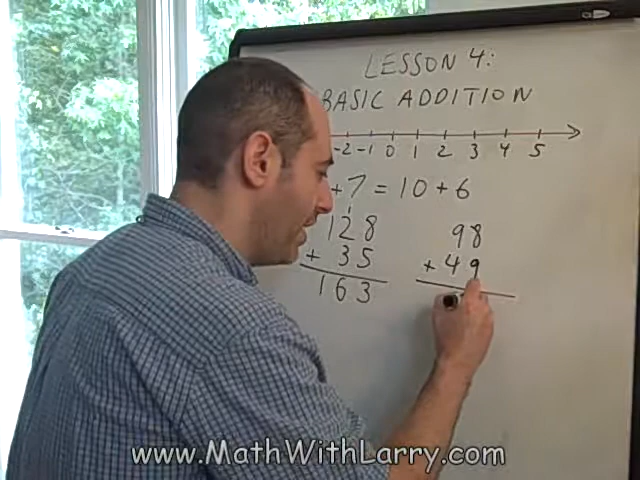 LESSON 4:
BASIC ADDITION
-2 -1 0 1 2 3 4 5
+ 7 = 10 + 6
1
128
+ 35
163
98
+ 49
www.MathWithLarry.com